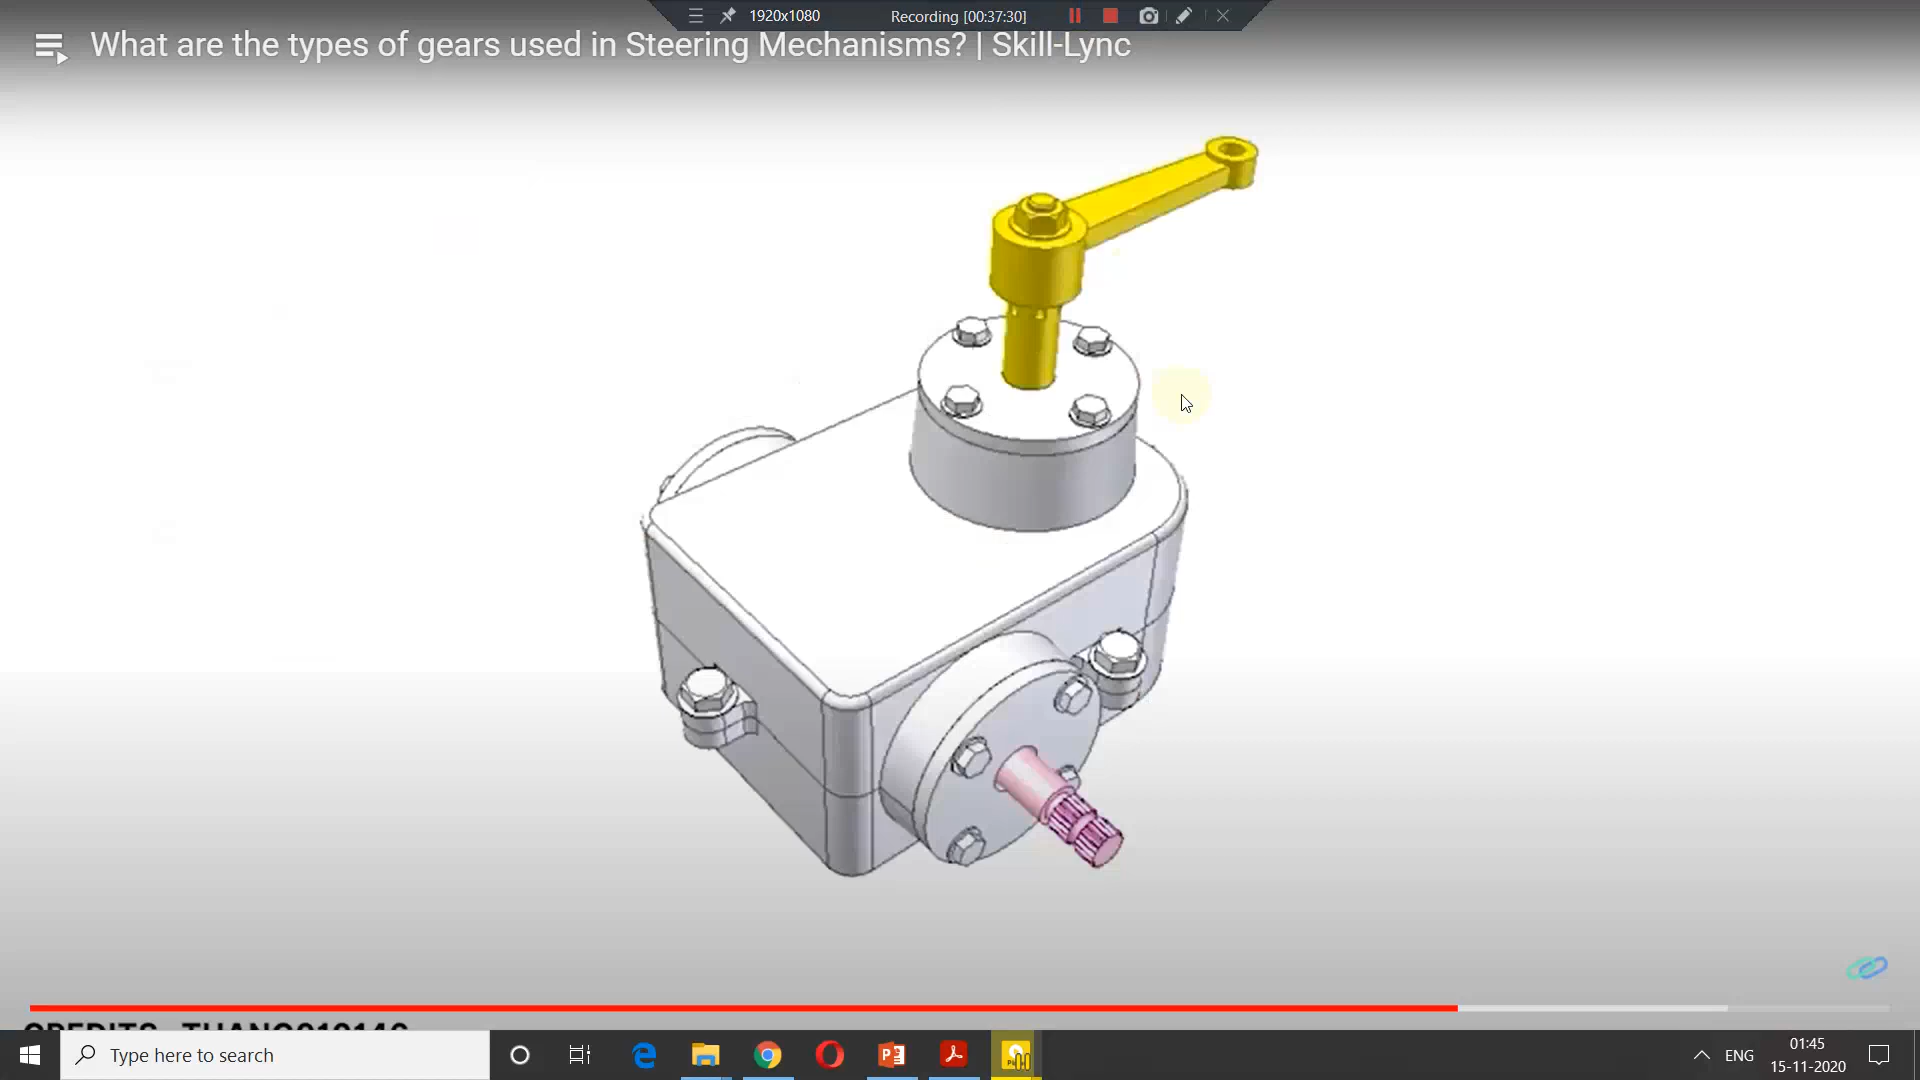 1920x1080
Recording [00:37:30]
What are the types of gears used in Steering Mechanisms? | Skill-Lync
Type here to search
ENG
01:45
15-11-2020